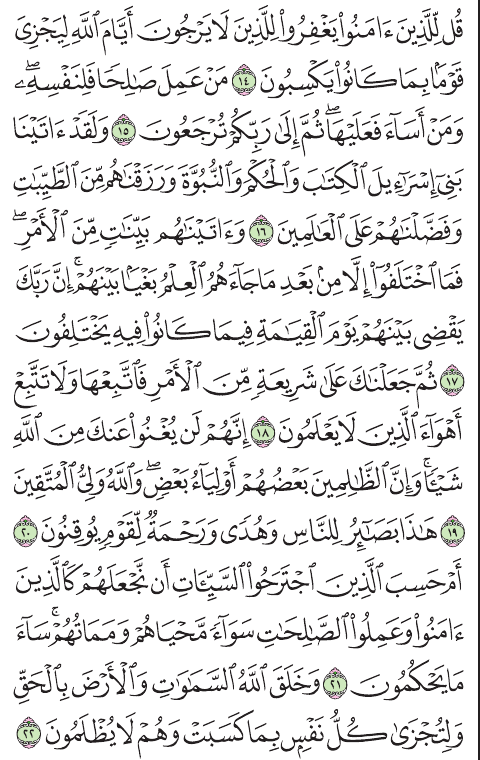 قُل لِّلَّذِينَ ءَامَنُوا۟ يَغْفِرُوا۟ لِلَّذِينَ لَا يَرْجُونَ أَيَّامَ ٱللَّهِ لِيَجْزِىَ
قَوْمًۢا بِمَا كَانُوا۟ يَكْسِبُونَ ١٤ مَنْ عَمِلَ صَـٰلِحًا فَلِنَفْسِهِۦ ۖ
وَمَنْ أَسَآءَ فَعَلَيْهَا ۖ ثُمَّ إِلَىٰ رَبِّكُمْ تُرْجَعُونَ ١٥ وَلَقَدْ ءَاتَيْنَا
بَنِىٓ إِسْرَٰٓءِيلَ ٱلْكِتَـٰبَ وَٱلْحُكْمَ وَٱلنُّبُوَّةَ وَرَزَقْنَـٰهُم مِّنَ ٱلطَّيِّبَـٰتِ
وَفَضَّلْنَـٰهُمْ عَلَى ٱلْعَـٰلَمِينَ ١٦ وَءَاتَيْنَـٰهُم بَيِّنَـٰتٍ مِّنَ ٱلْأَمْرِ ۖ
فَمَا ٱخْتَلَفُوٓا۟ إِلَّا مِنۢ بَعْدِ مَا جَآءَهُمُ ٱلْعِلْمُ بَغْيًۢا بَيْنَهُمْ ۚ إِنَّ رَبَّكَ
يَقْضِى بَيْنَهُمْ يَوْمَ ٱلْقِيَـٰمَةِ فِيمَا كَانُوا۟ فِيهِ يَخْتَلِفُونَ
١٧ ثُمَّ جَعَلْنَـٰكَ عَلَىٰ شَرِيعَةٍ مِّنَ ٱلْأَمْرِ فَٱتَّبِعْهَا وَلَا تَتَّبِعْ
أَهْوَآءَ ٱلَّذِينَ لَا يَعْلَمُونَ ١٨ إِنَّهُمْ لَن يُغْنُوا۟ عَنكَ مِنَ ٱللَّهِ
شَيْـًٔا ۚ وَإِنَّ ٱلظَّـٰلِمِينَ بَعْضُهُمْ أَوْلِيَآءُ بَعْضٍ ۖ وَٱللَّهُ وَلِىُّ ٱلْمُتَّقِينَ
١٩ هَـٰذَا بَصَـٰٓئِرُ لِلنَّاسِ وَهُدًى وَرَحْمَةٌ لِّقَوْمٍ يُوقِنُونَ ٢٠
أَمْ حَسِبَ ٱلَّذِينَ ٱجْتَرَحُوا۟ ٱلسَّيِّـَٔاتِ أَن نَّجْعَلَهُمْ كَٱلَّذِينَ
ءَامَنُوا۟ وَعَمِلُوا۟ ٱلصَّـٰلِحَـٰتِ سَوَآءً مَّحْيَاهُمْ وَمَمَاتُهُمْ ۚ سَآءَ
مَا يَحْكُمُونَ ٢١ وَخَلَقَ ٱللَّهُ ٱلسَّمَـٰوَٰتِ وَٱلْأَرْضَ بِٱلْحَقِّ
وَلِتُجْزَىٰ كُلُّ نَفْسٍۭ بِمَا كَسَبَتْ وَهُمْ لَا يُظْلَمُونَ ٢٢